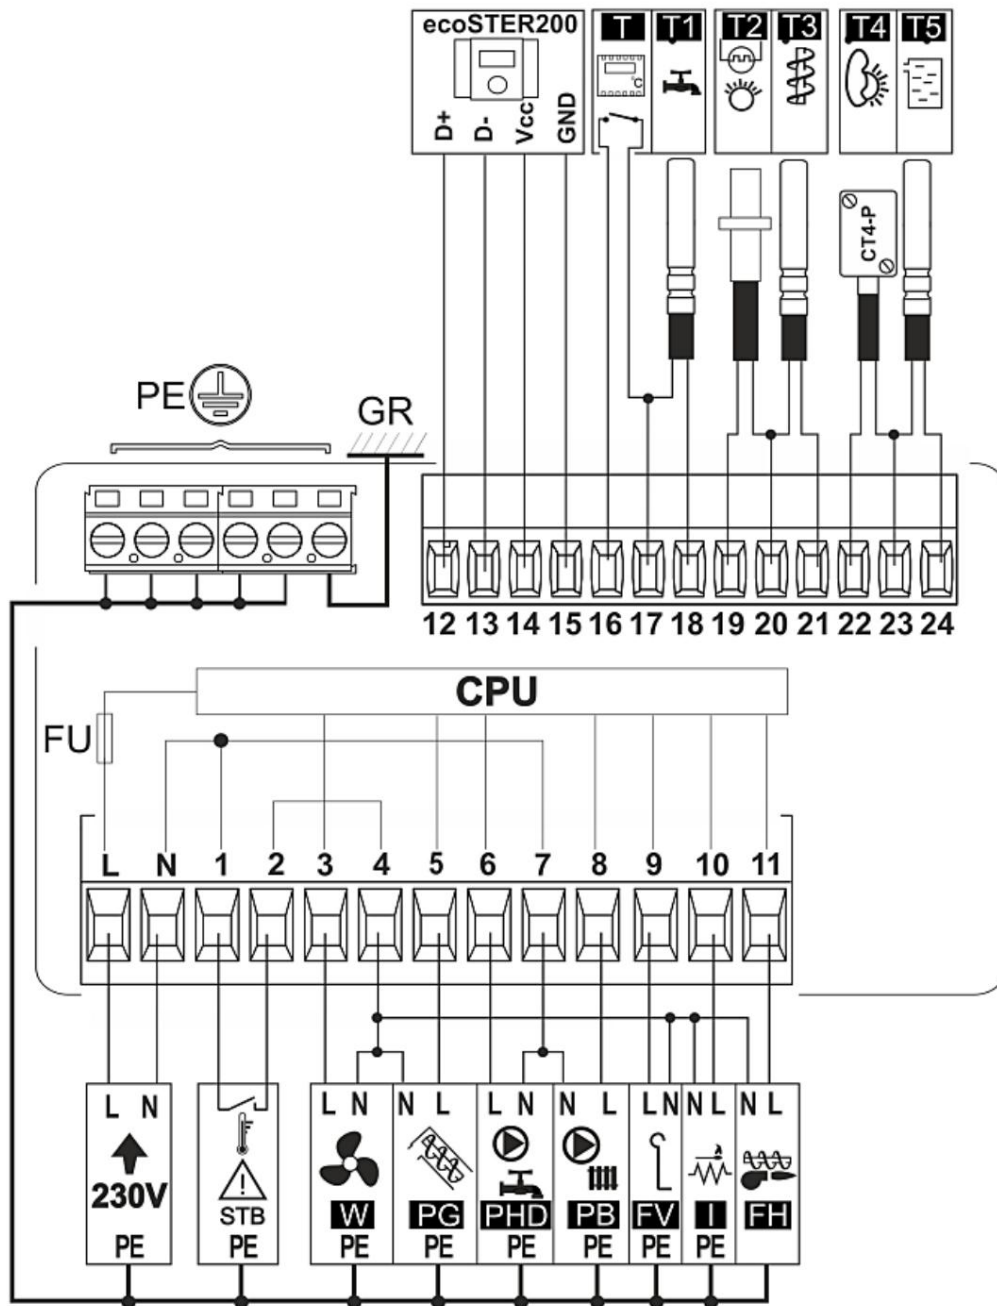 ecoSTER200 T T1 T2 T3 T4 T5
°C
D+ D- Vcc GND
CT4-P
PE GR
12 13 14 15 16 17 18 19 20 21 22 23 24
CPU
FU
L N 1 2 3 4 5 6 7 8 9 10 11
L N L N N L L N N L L N N L N L
230V
STB W PG PHD PB FV I FH
PE PE PE PE PE PE PE PE